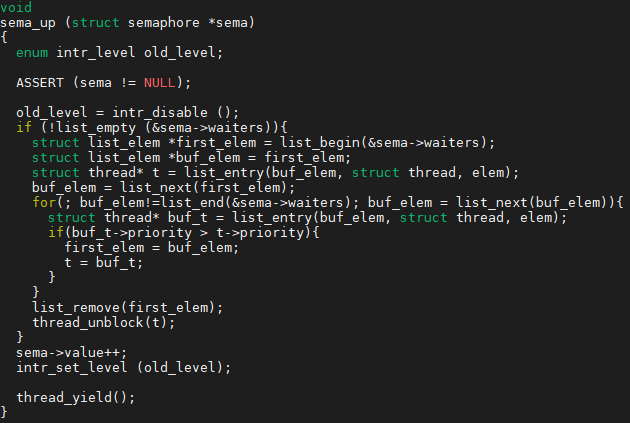 void
sema_up (struct semaphore *sema)
{
  enum intr_level old_level;

  ASSERT (sema != NULL);

  old_level = intr_disable ();
  if (!list_empty (&sema->waiters)){
    struct list_elem *first_elem = list_begin(&sema->waiters);
    struct list_elem *buf_elem = first_elem;
    struct thread* t = list_entry(buf_elem, struct thread, elem);
    buf_elem = list_next(first_elem);
    for(; buf_elem!=list_end(&sema->waiters); buf_elem = list_next(buf_elem)){
      struct thread* buf_t = list_entry(buf_elem, struct thread, elem);
      if(buf_t->priority > t->priority){
        first_elem = buf_elem;
        t = buf_t;
      }
    }
    list_remove(first_elem);
    thread_unblock(t);
  }
  sema->value++;
  intr_set_level (old_level);

  thread_yield();
}